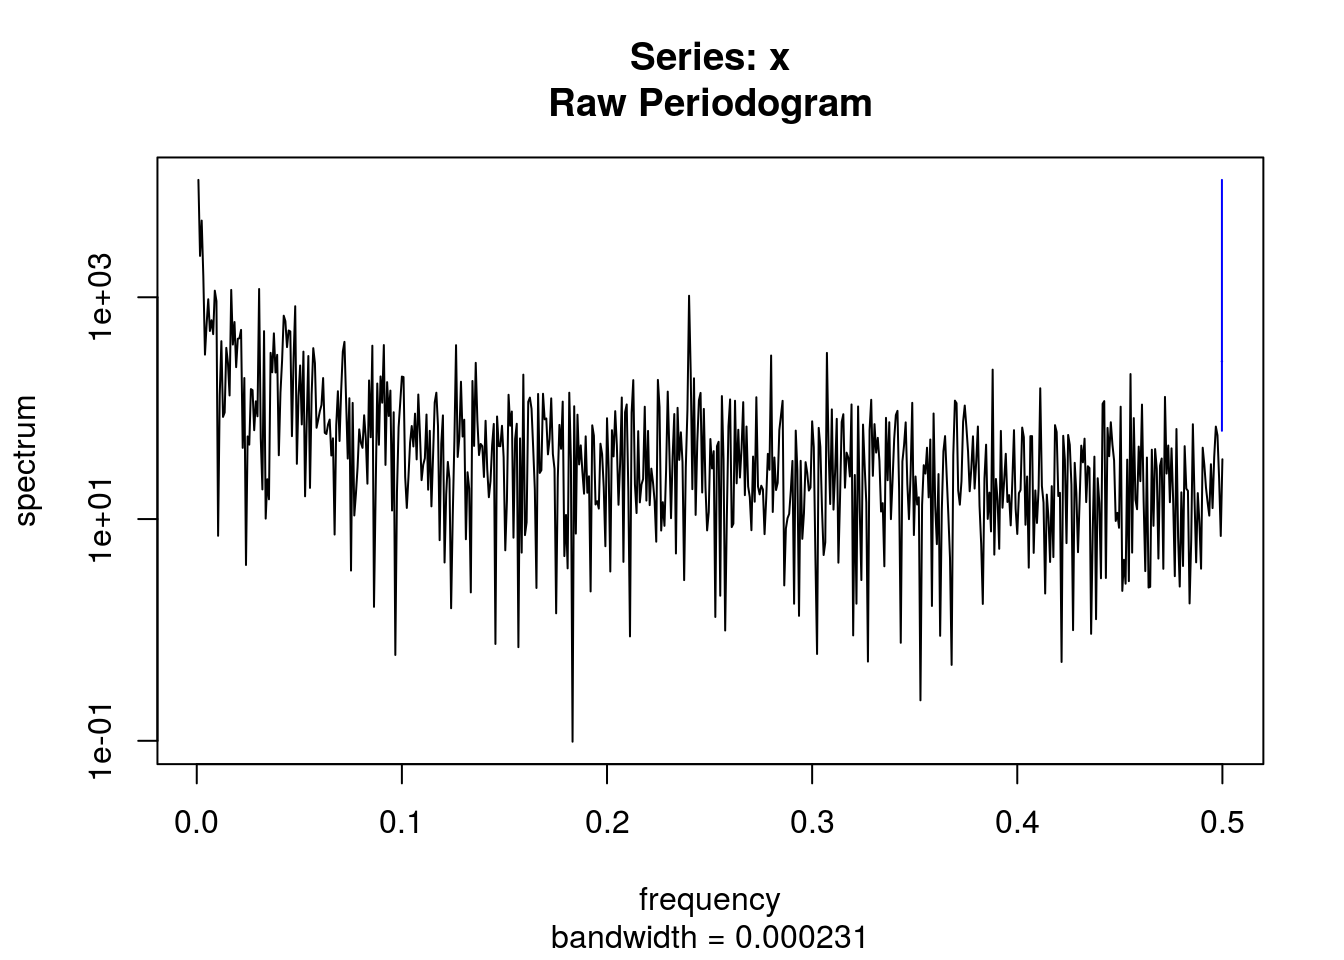 Series: x
Raw Periodogram
spectrum
1e+03
1e+01
1e-01
0.0 0.1 0.2 0.3 0.4 0.5
frequency
bandwidth = 0.000231